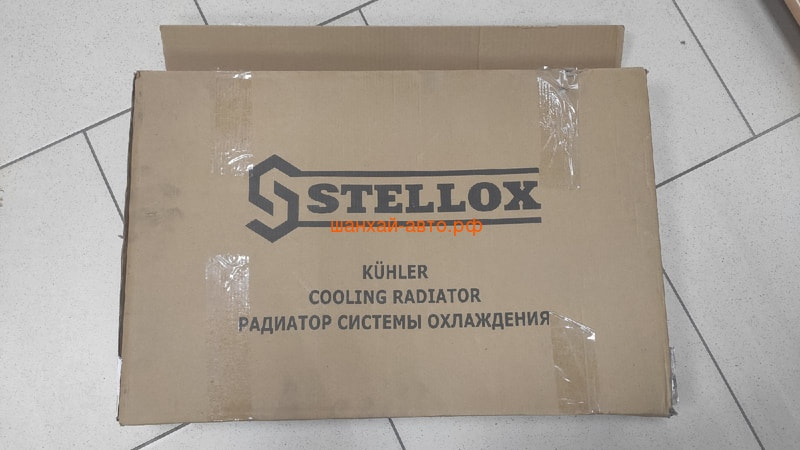 STELLOX
шанхай-авто.рф
KÜHLER
COOLING RADIATOR
РАДИАТОР СИСТЕМЫ ОХЛАЖДЕНИЯ